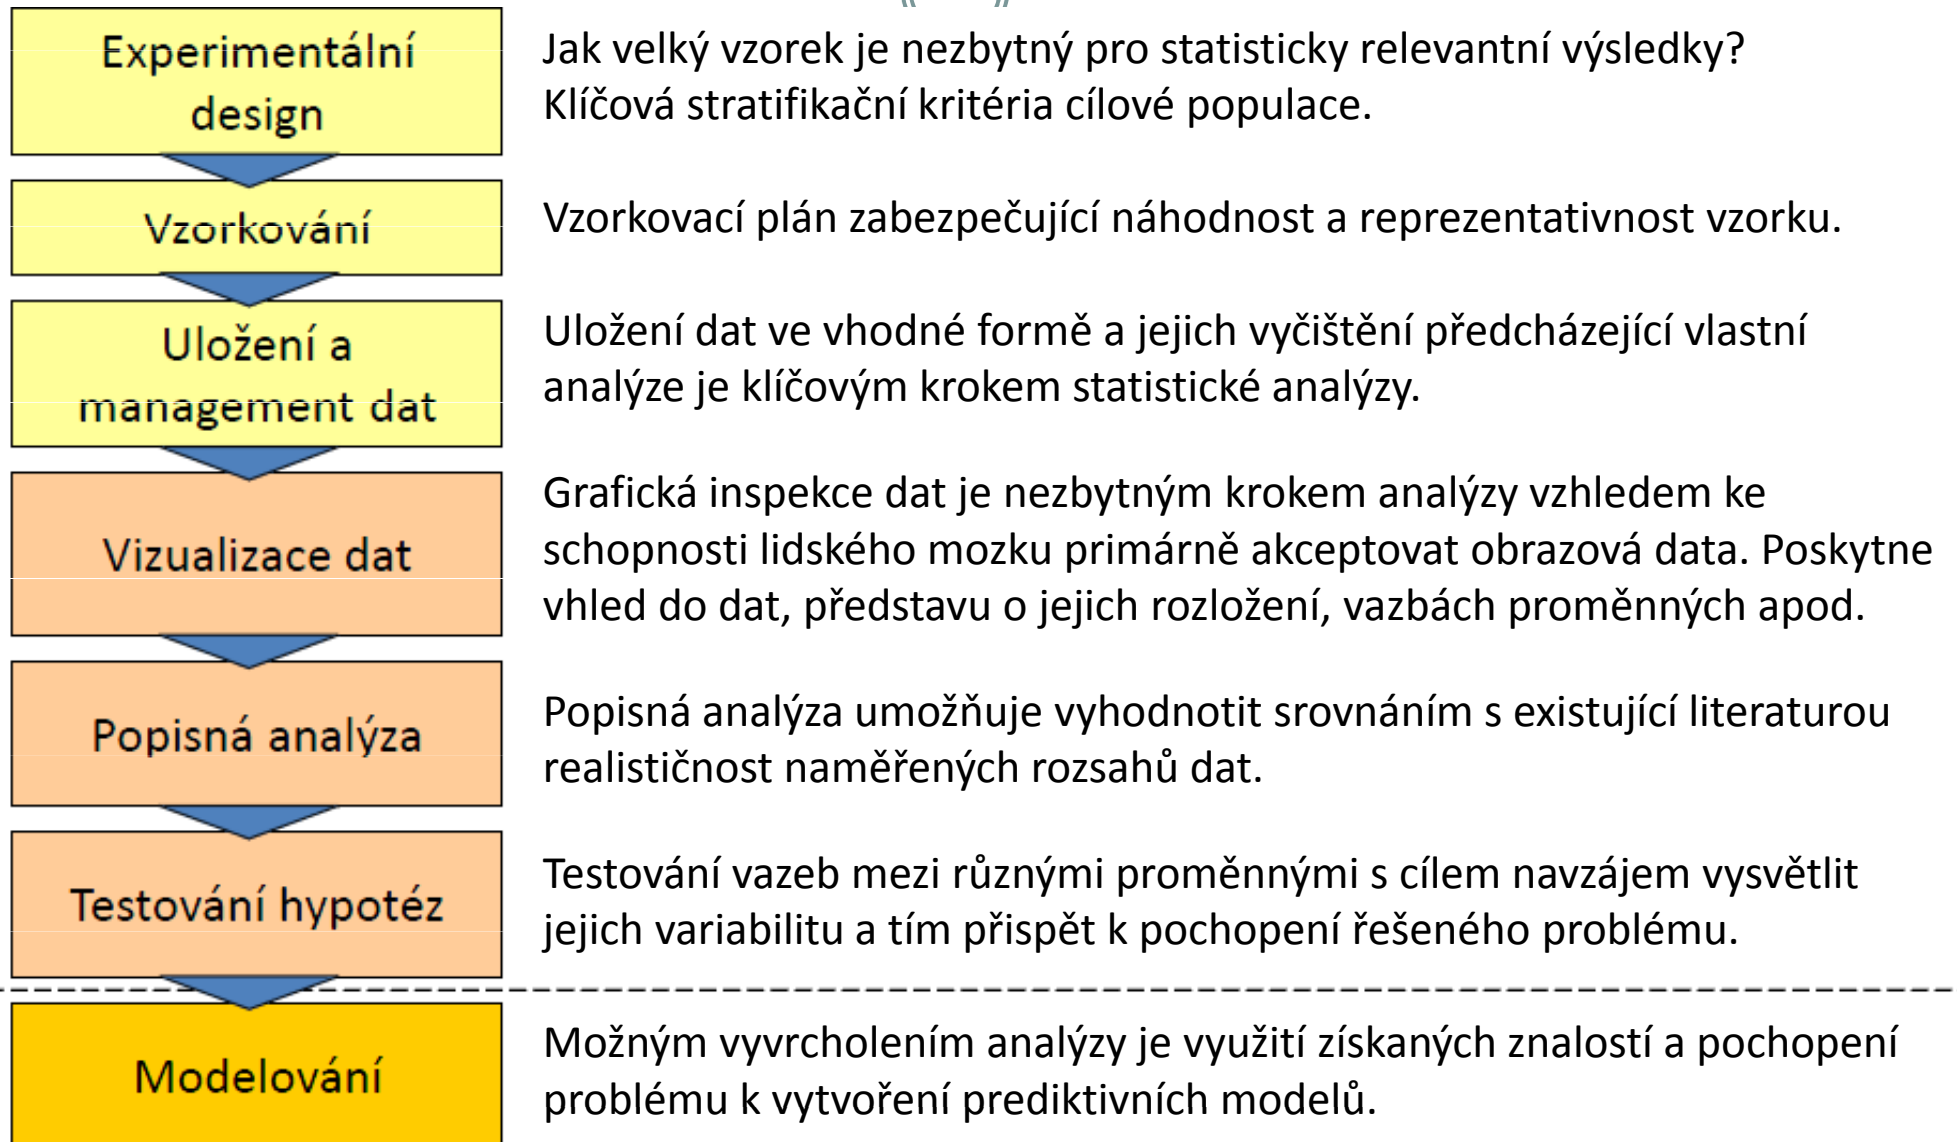 Experimentální
design
Jak velký vzorek je nezbytný pro statisticky relevantní výsledky?
Klíčová stratifikační kritéria cílové populace.
Vzorkování
Vzorkovací plán zabezpečující náhodnost a reprezentativnost vzorku.
Uložení a
management dat
Uložení dat ve vhodné formě a jejich vyčištění předcházející vlastní
analýze je klíčovým krokem statistické analýzy.
Vizualizace dat
Grafická inspekce dat je nezbytným krokem analýzy vzhledem ke
schopnosti lidského mozku primárně akceptovat obrazová data. Poskytne
vhled do dat, představu o jejich rozložení, vazbách proměnných apod.
Popisná analýza
Popisná analýza umožňuje vyhodnotit srovnáním s existující literaturou
realističnost naměřených rozsahů dat.
Testování hypotéz
Testování vazeb mezi různými proměnnými s cílem navzájem vysvětlit
jejich variabilitu a tím přispět k pochopení řešeného problému.
Modelování
Možným vyvrcholením analýzy je využití získaných znalostí a pochopení
problému k vytvoření prediktivních modelů.